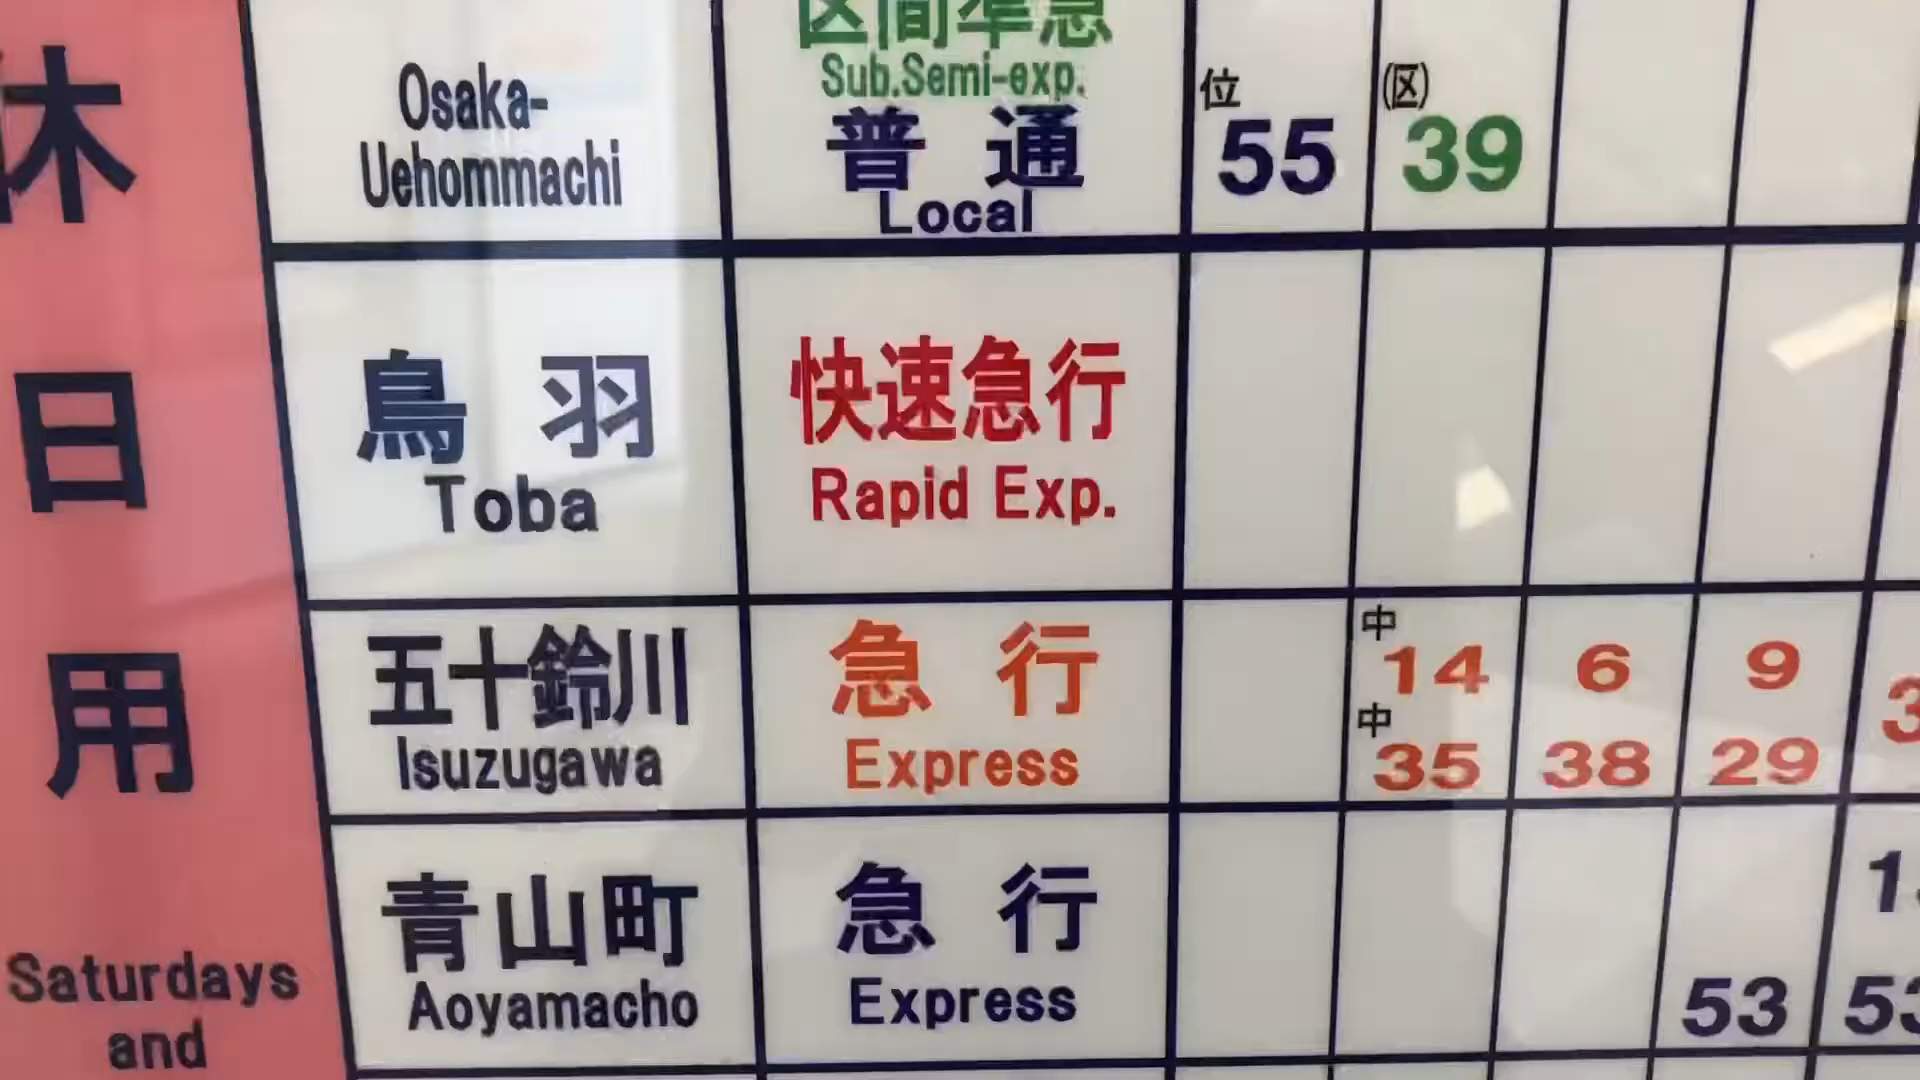 休日用
Saturdays
and
Osaka-
Uehommachi
区間準急
Sub.Semi-exp.
普通
Local
位
55
(区)
39
鳥羽
Toba
快速急行
Rapid Exp.
五十鈴川
Isuzugawa
急行
Express
中
14 6 9
中
35 38 29
青山町
Aoyamacho
急行
Express
53